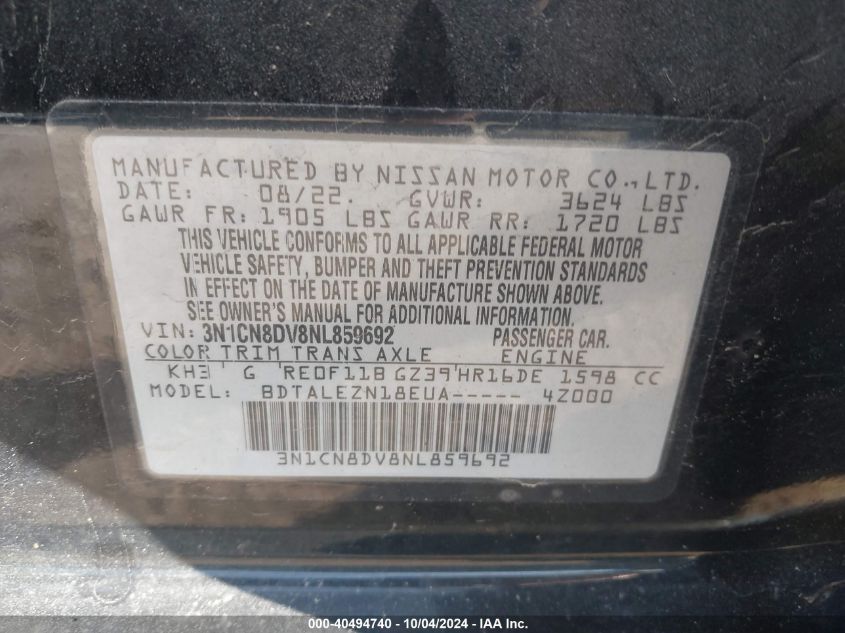 MANUFACTURED BY NISSAN MOTOR CO., LTD.
DATE: 08/22. GVWR: 3624 LBS
GAWR FR: 1905 LBS GAWR RR: 1720 LBS
THIS VEHICLE CONFORMS TO ALL APPLICABLE FEDERAL MOTOR
VEHICLE SAFETY, BUMPER AND THEFT PREVENTION STANDARDS
IN EFFECT ON THE DATE OF MANUFACTURE SHOWN ABOVE.
SEE OWNER'S MANUAL FOR ADDITIONAL INFORMATION.
VIN: 3N1CN8DV8NL859692 PASSENGER CAR.
COLOR TRIM TRANS AXLE ENGINE
KH3 G RE0F11B GZ39 HR16DE 1598 CC
MODEL: BDTALEZN18EUA----- 4Z000
3N1CN8DV8NL859692
000-40494740 - 10/04/2024 - IAA Inc.